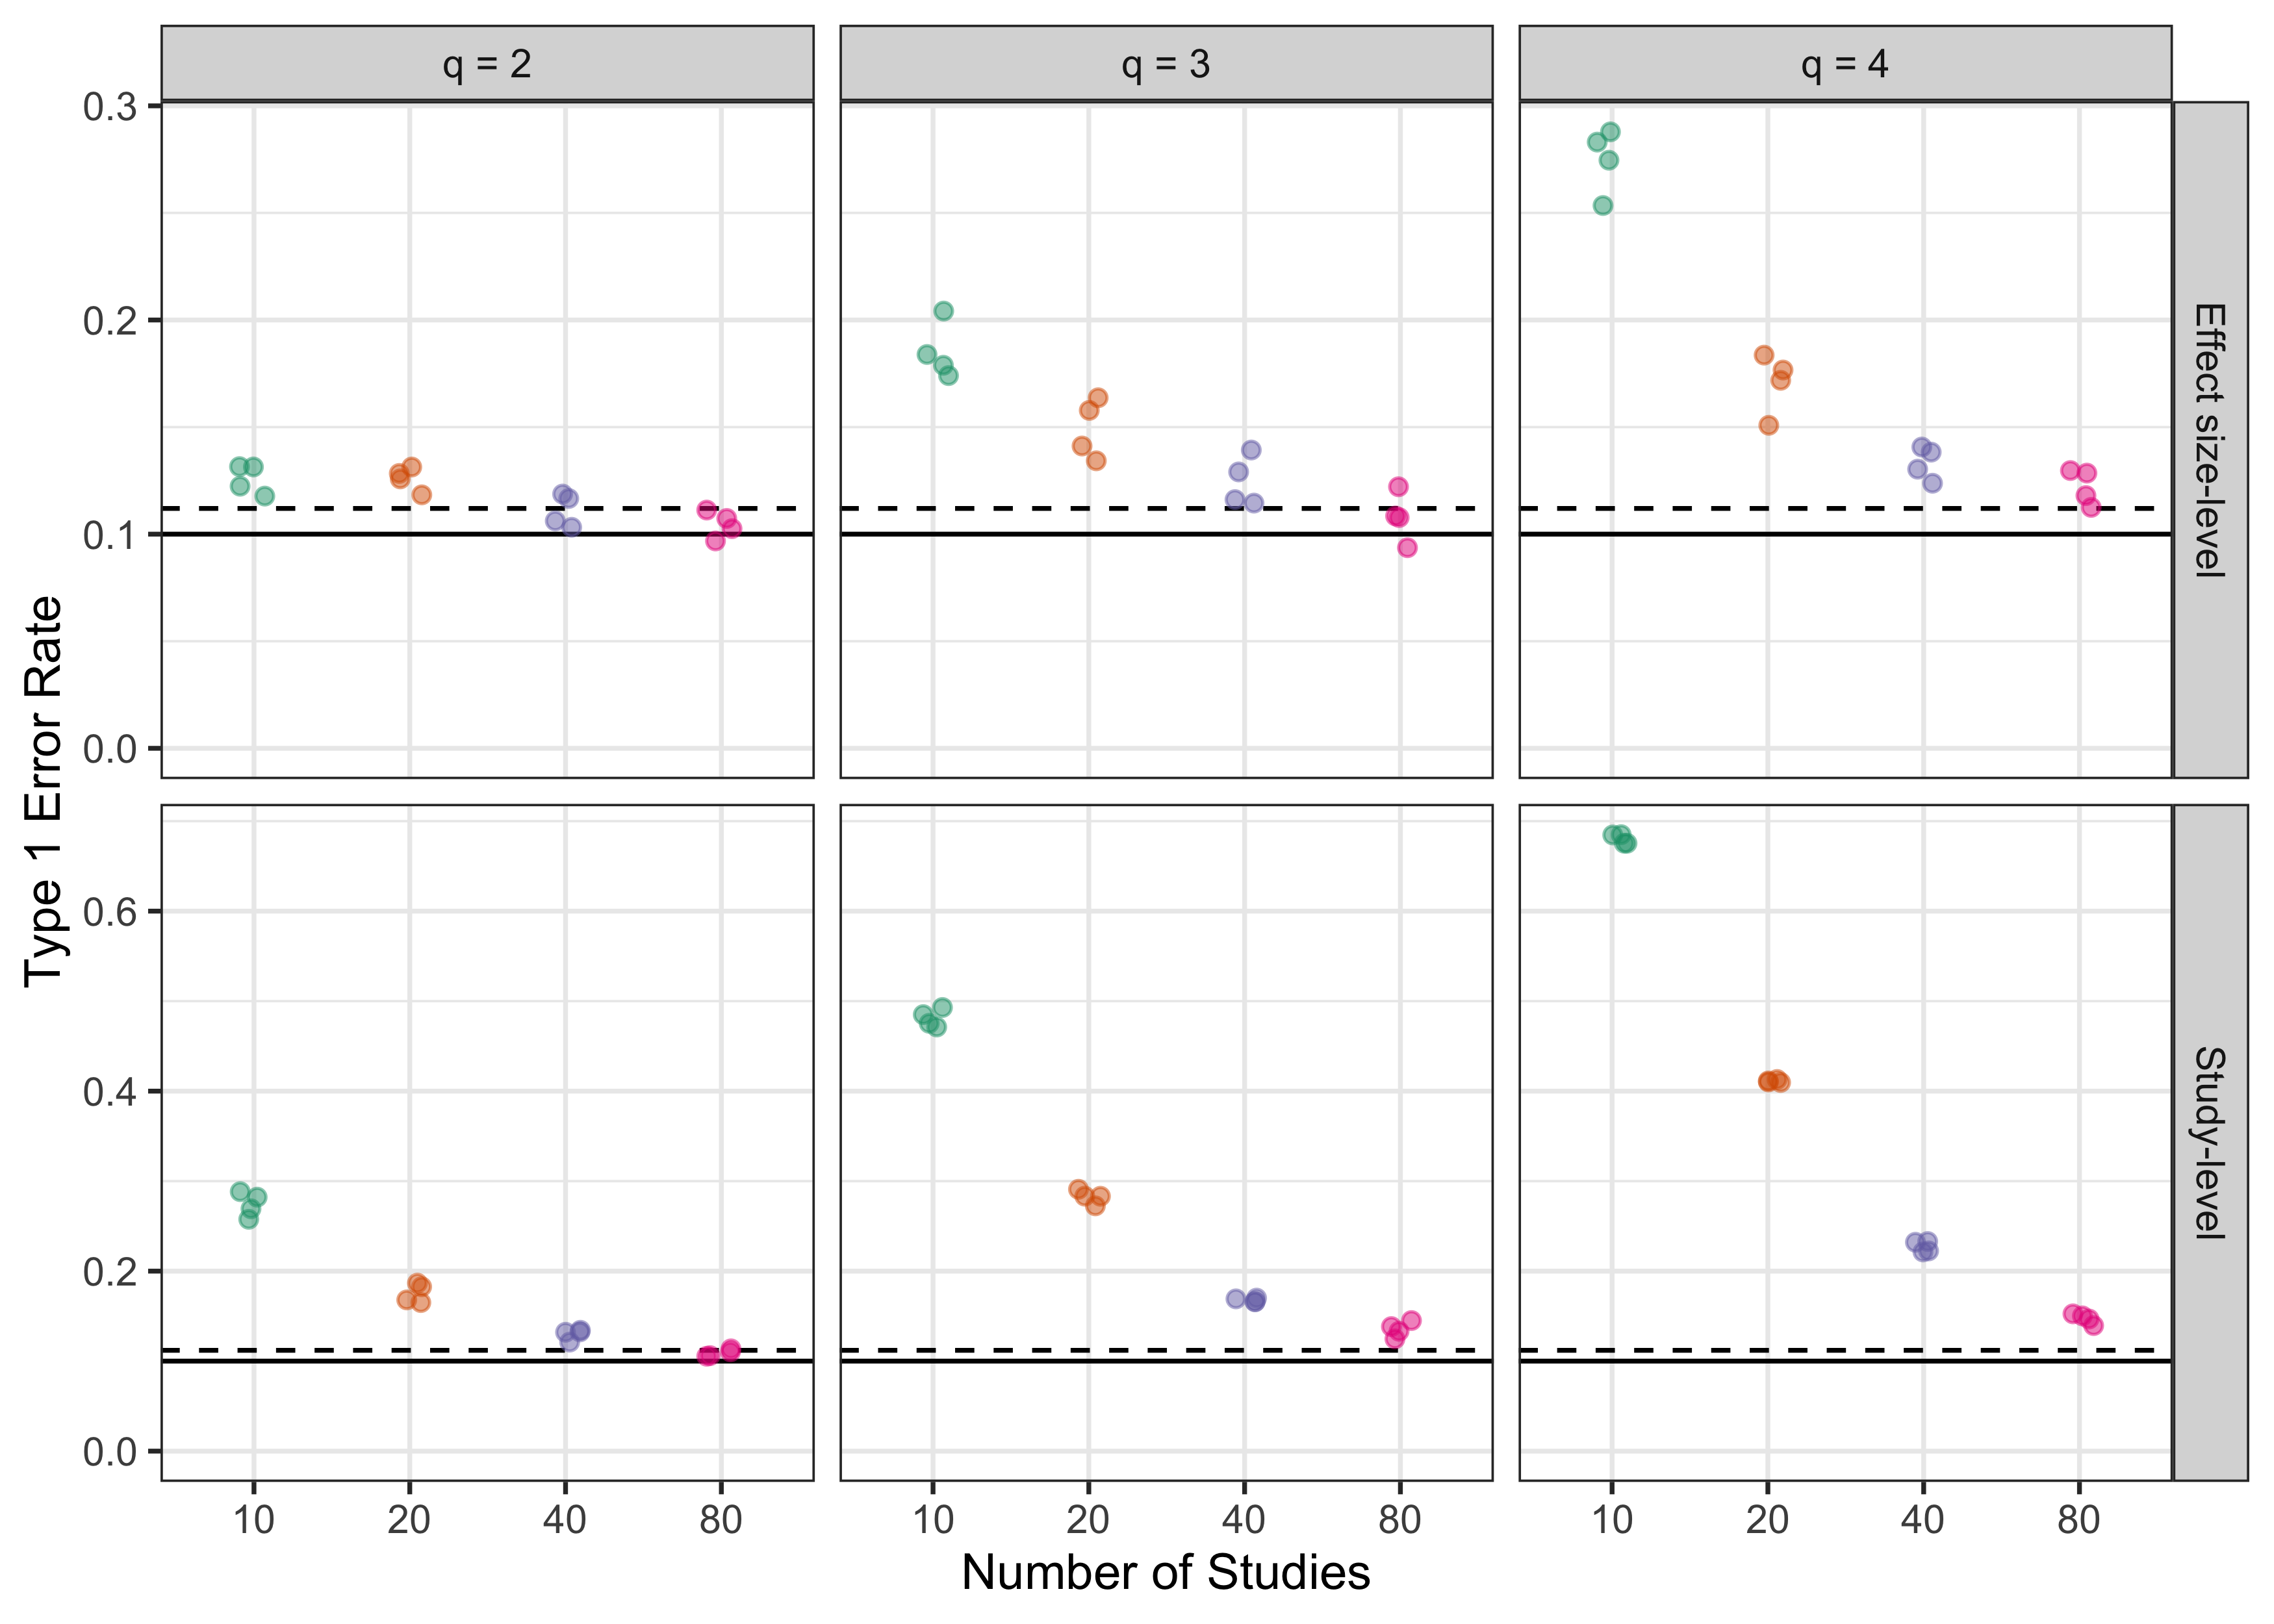 q = 2
q = 3
q = 4
0.3
0.2
0.1
0.0
Effect size-level
Type 1 Error Rate
0.6
0.4
0.2
0.0
Study-level
10 20 40 80
10 20 40 80
10 20 40 80
Number of Studies